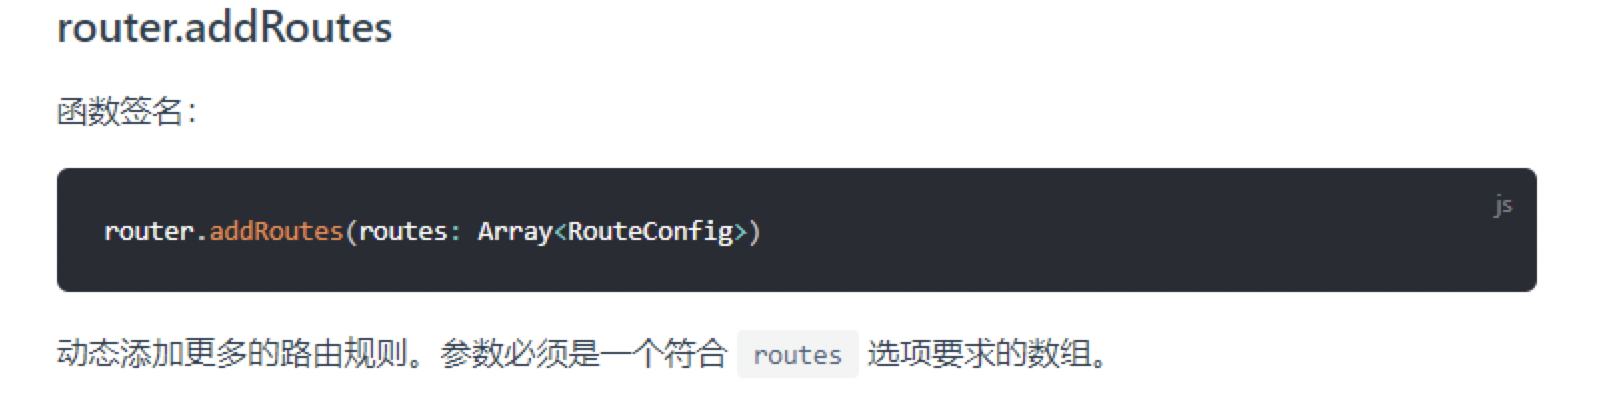 router.addRoutes
函数签名：
js
router.addRoutes(routes: Array<RouteConfig>)
动态添加更多的路由规则。参数必须是一个符合 routes 选项要求的数组。